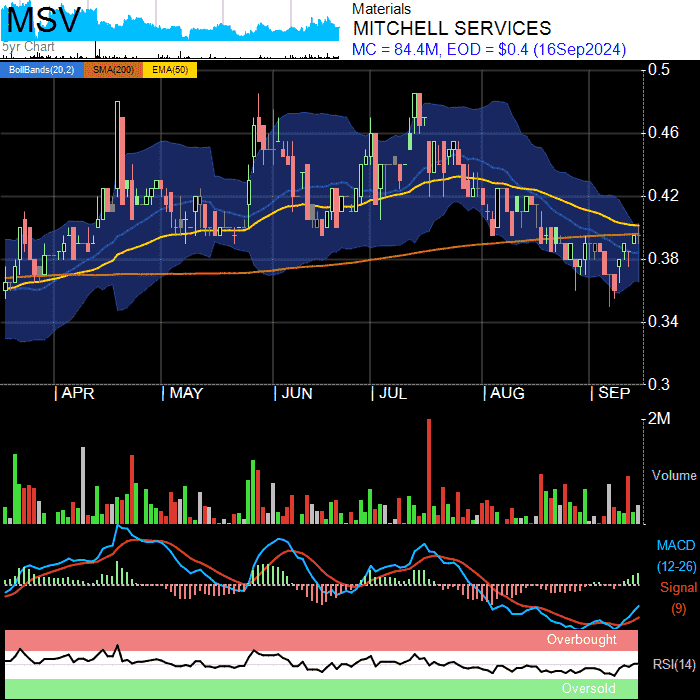 MSV
5yr Chart
Materials
MITCHELL SERVICES
MC = 84.4M, EOD = $0.4 (16Sep2024)
BollBands(20,2) SMA(200) EMA(50)
0.5
0.46
0.42
0.38
0.34
0.3
| APR | MAY | JUN | JUL | AUG | SEP
2M
Volume
MACD
(12-26)
Signal
(9)
Overbought
RSI(14)
Oversold